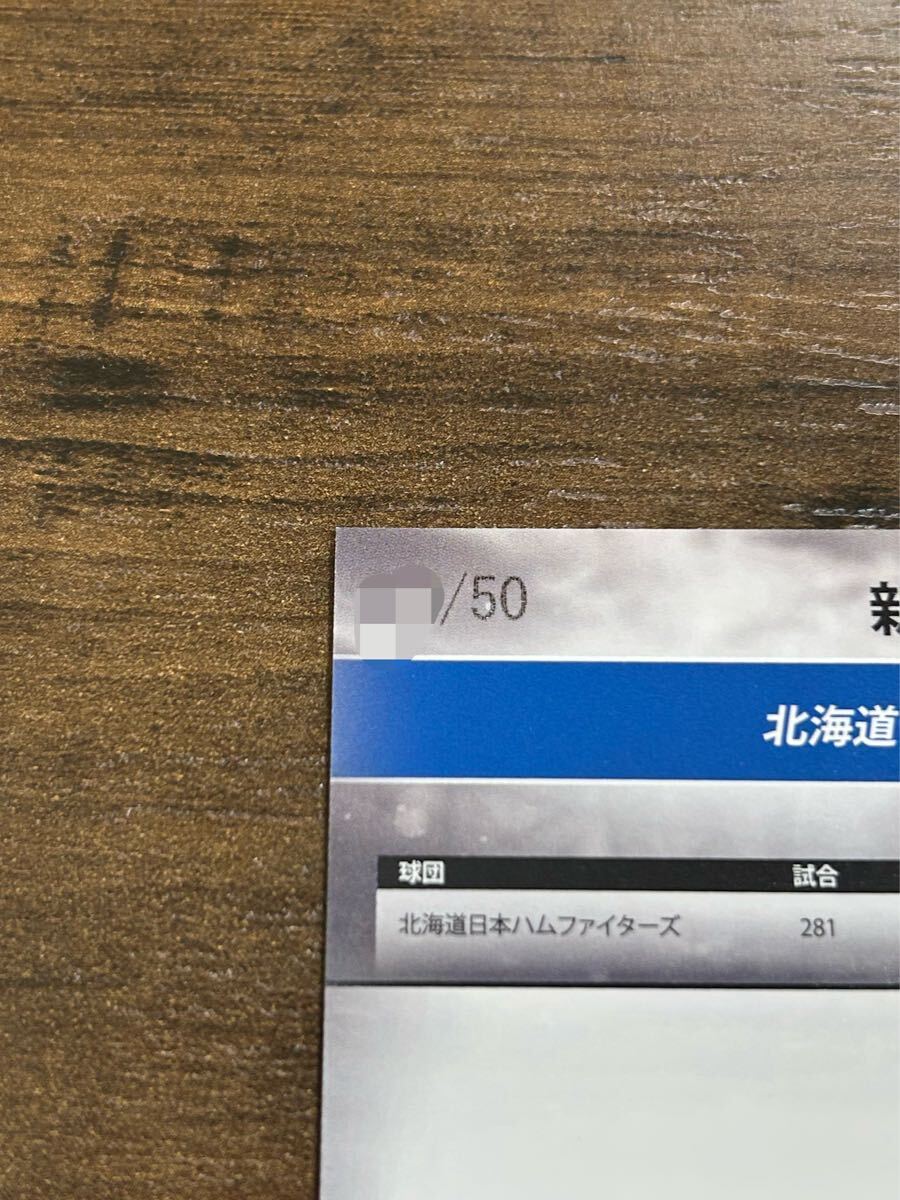 /50
新
北海道
球団 試合
北海道日本ハムファイターズ 281